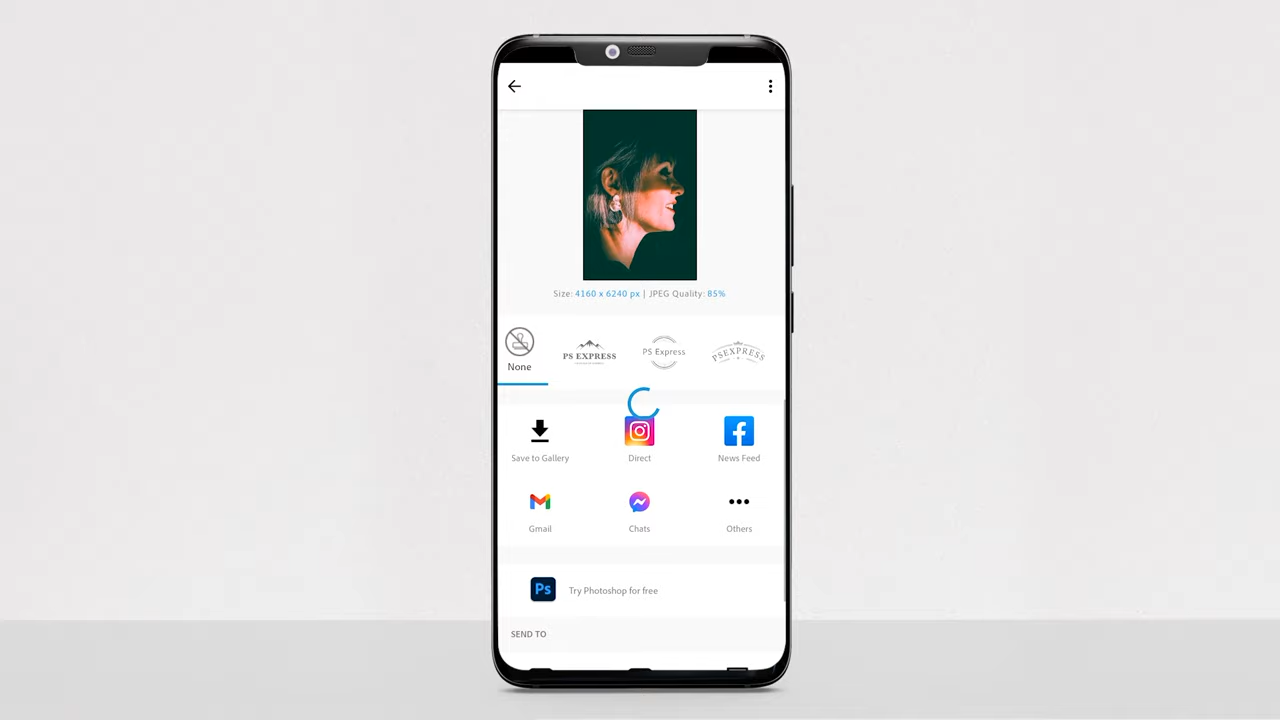 Size: 4160 x 6240 px | JPEG Quality: 85%
None
PS EXPRESS
PS Express
PSEXPRESS
Save to Gallery
Direct
News Feed
Gmail
Chats
Others
Ps
Try Photoshop for free
SEND TO